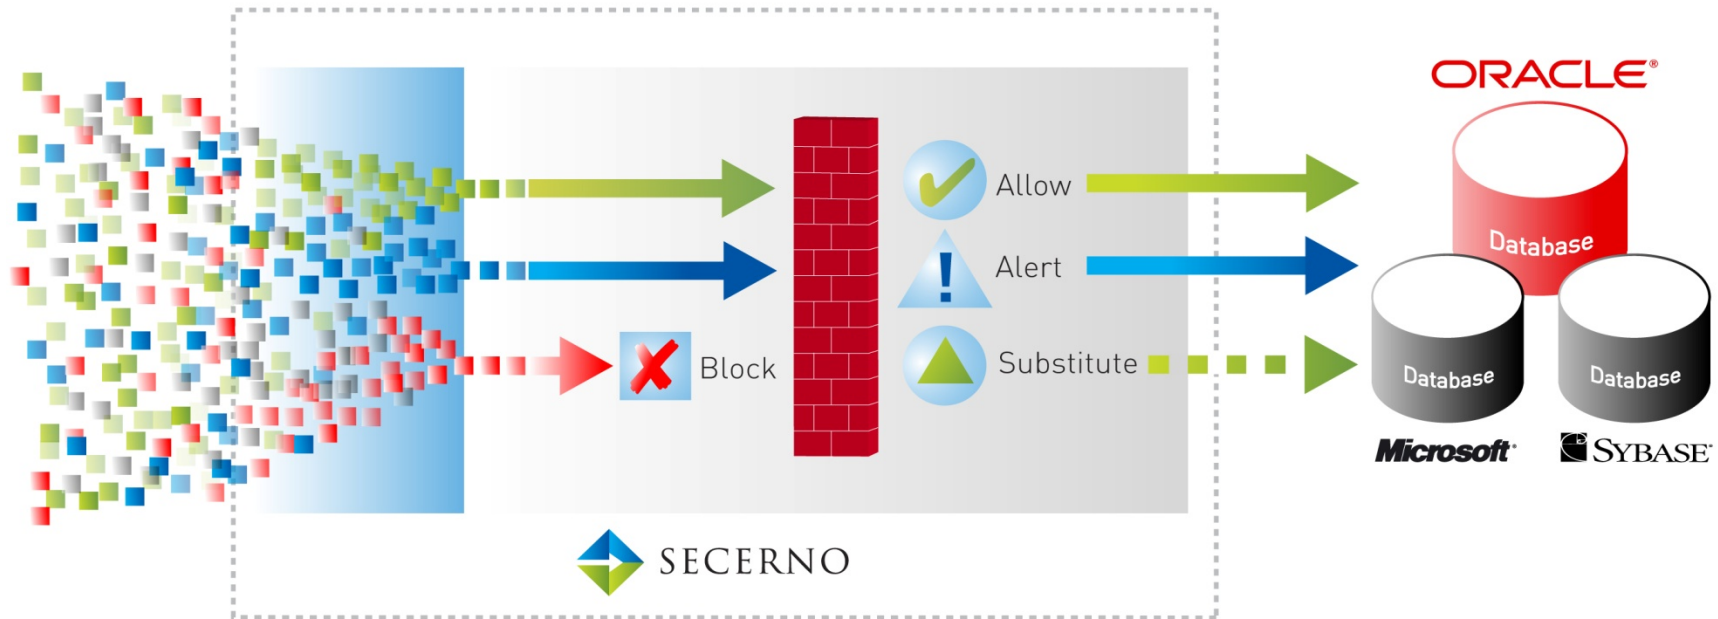 ORACLE®
Allow
Database
Alert
Block
Substitute
Database
Database
Microsoft®
SYBASE®
SECERNO